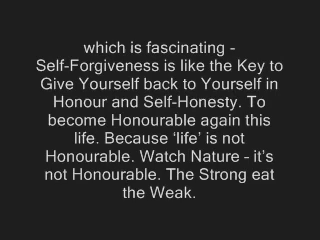 which is fascinating -
Self-Forgiveness is like the Key to
Give Yourself back to Yourself in
Honour and Self-Honesty. To
become Honourable again this
life. Because ‘life’ is not
Honourable. Watch Nature - it’s
not Honourable. The Strong eat
the Weak.